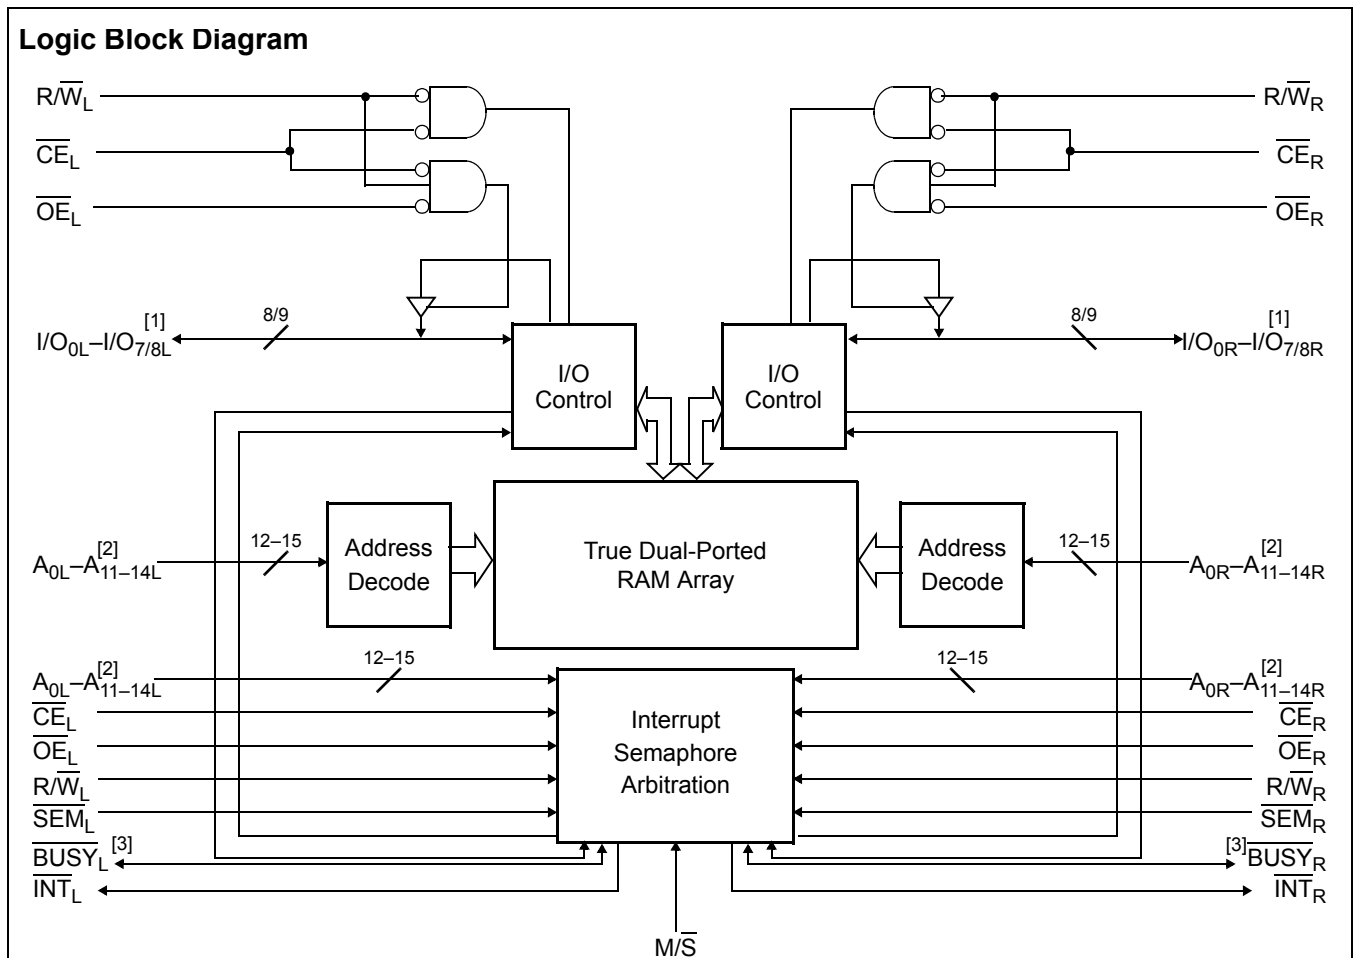 Logic Block Diagram
R/W̅L R/W̅R
C̅E̅L C̅E̅R
O̅E̅L O̅E̅R
I/O0L–I/O7/8L [1] 8/9 8/9 I/O0R–I/O7/8R [1]
I/O
Control
I/O
Control
A0L–A11–14L [2] 12–15
Address
Decode
True Dual-Ported
RAM Array
Address
Decode
12–15 A0R–A11–14R [2]
A0L–A11–14L [2] 12–15 12–15 A0R–A11–14R [2]
C̅E̅L C̅E̅R
O̅E̅L O̅E̅R
R/W̅L R/W̅R
S̅E̅M̅L S̅E̅M̅R
Interrupt
Semaphore
Arbitration
B̅U̅S̅Y̅L [3] [3] B̅U̅S̅Y̅R
I̅N̅T̅L I̅N̅T̅R
M/S̅